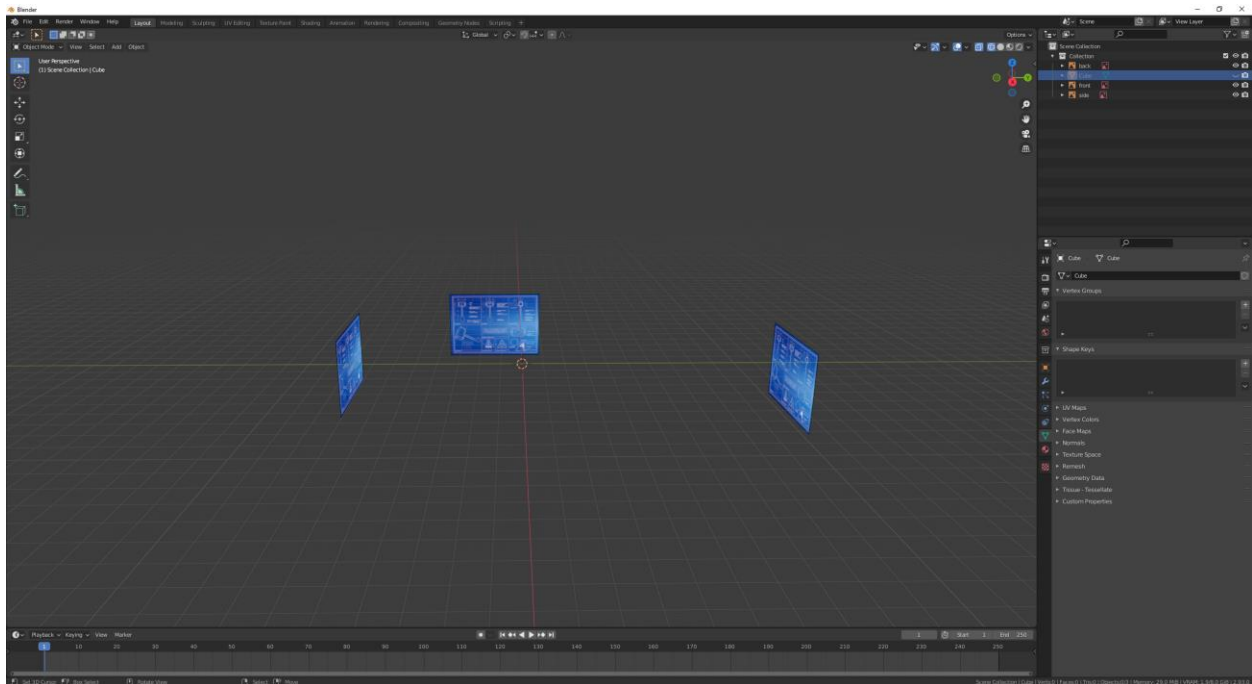 Blender
File Edit Render Window Help Layout Modeling Sculpting UV Editing Texture Paint Shading Animation Rendering Compositing Geometry Nodes Scripting + Scene View Layer
Global Options
Object Mode View Select Add Object
User Perspective
(1) Scene Collection | Cube
Scene Collection
Collection
back
Cube
front
side
Cube Cube
Cube
Vertex Groups
Shape Keys
UV Maps
Vertex Colors
Face Maps
Normals
Texture Space
Remesh
Geometry Data
Tissue - Tessellate
Custom Properties
Playback Keying View Marker 1 Start 1 End 250
1 10 20 30 40 50 60 70 80 90 100 110 120 130 140 150 160 170 180 190 200 210 220 230 240 250
Set 3D Cursor Box Select Rotate View Select Move